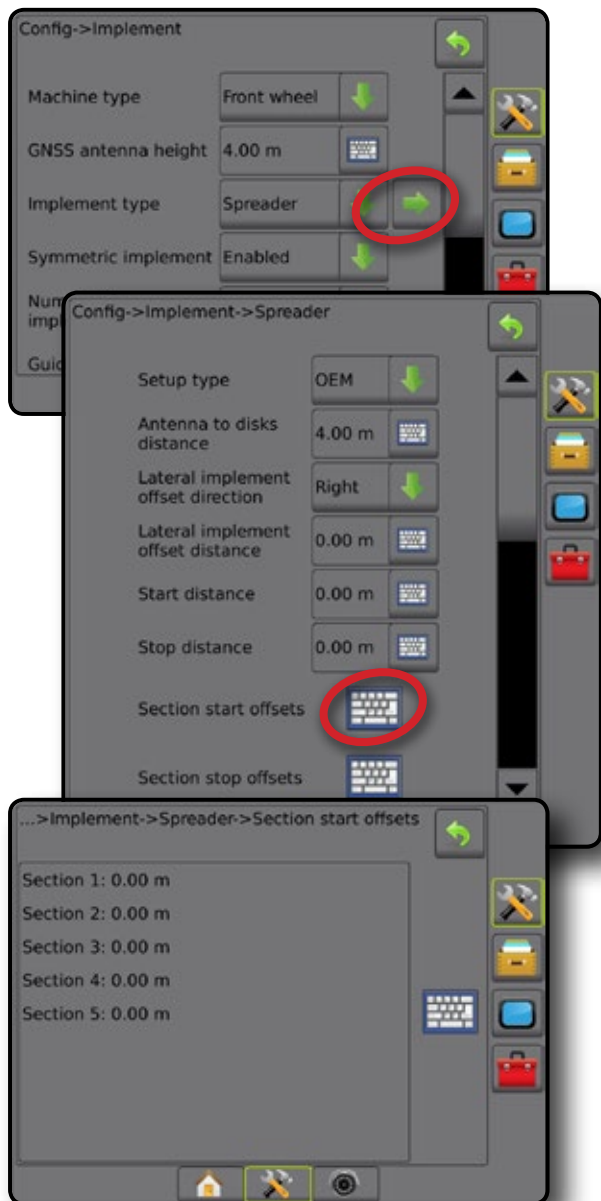 Config->Implement
Machine type Front wheel
GNSS antenna height 4.00 m
Implement type Spreader
Symmetric implement Enabled
Num
impl
Guid
Config->Implement->Spreader
Setup type OEM
Antenna to disks
distance 4.00 m
Lateral implement
offset direction Right
Lateral implement
offset distance 0.00 m
Start distance 0.00 m
Stop distance 0.00 m
Section start offsets
Section stop offsets
...>Implement->Spreader->Section start offsets
Section 1: 0.00 m
Section 2: 0.00 m
Section 3: 0.00 m
Section 4: 0.00 m
Section 5: 0.00 m